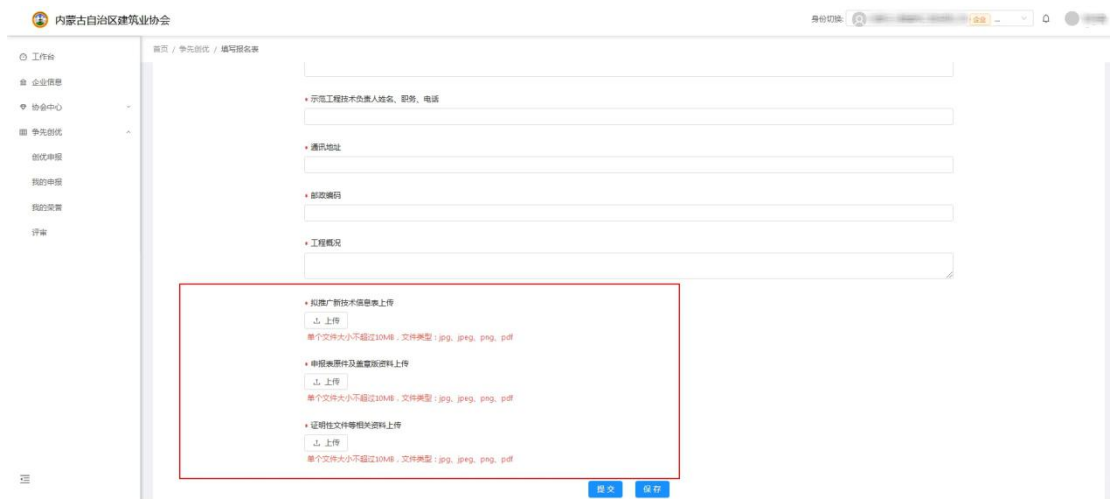 内蒙古自治区建筑业协会
身份切换
企业
工作台
首页 / 争先创优 / 填写报名表
企业信息
协会中心
争先创优
创优申报
我的申报
我的荣誉
评审
* 示范工程技术负责人姓名、职务、电话
* 通讯地址
* 邮政编码
* 工程概况
* 拟推广新技术信息表上传
上传
单个文件大小不超过10MB，文件类型：jpg、jpeg、png、pdf
* 申报表原件及盖章版资料上传
上传
单个文件大小不超过10MB，文件类型：jpg、jpeg、png、pdf
* 证明性文件等相关资料上传
上传
单个文件大小不超过10MB，文件类型：jpg、jpeg、png、pdf
提交 保存